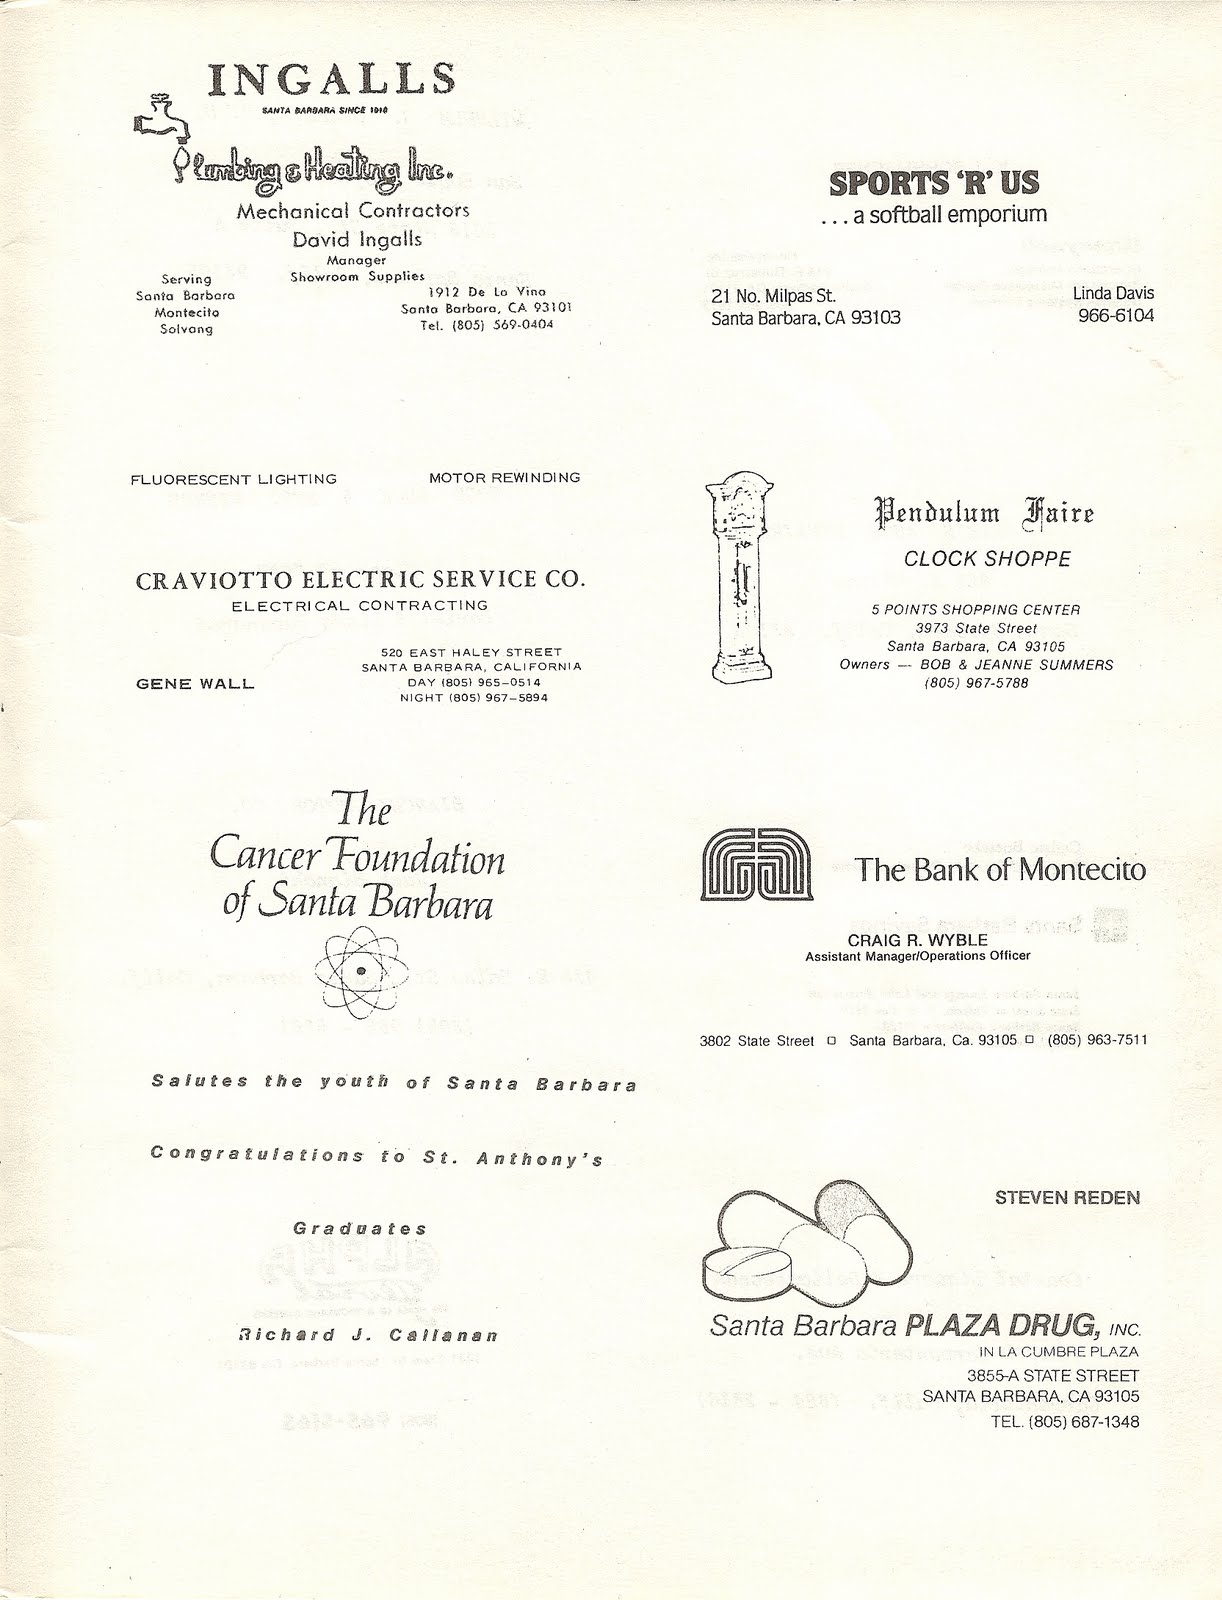 INGALLS
SANTA BARBARA SINCE 1918
Plumbing & Heating Inc.
Mechanical Contractors
David Ingalls
Manager
Showroom Supplies
Serving
Santa Barbara
Montecito
Solvang
1912 De La Vina
Santa Barbara, CA 93101
Tel. (805) 569-0404
SPORTS 'R' US
...a softball emporium
21 No. Milpas St.
Santa Barbara, CA 93103
Linda Davis
966-6104
FLUORESCENT LIGHTING
MOTOR REWINDING
CRAVIOTTO ELECTRIC SERVICE CO.
ELECTRICAL CONTRACTING
GENE WALL
520 EAST HALEY STREET
SANTA BARBARA, CALIFORNIA
DAY (805) 965-0514
NIGHT (805) 967-5894
Pendulum Faire
CLOCK SHOPPE
5 POINTS SHOPPING CENTER
3973 State Street
Santa Barbara, CA 93105
Owners — BOB & JEANNE SUMMERS
(805) 967-5788
The
Cancer Foundation
of Santa Barbara
Salutes the youth of Santa Barbara
Congratulations to St. Anthony's
Graduates
Richard J. Callanan
The Bank of Montecito
CRAIG R. WYBLE
Assistant Manager/Operations Officer
3802 State Street □ Santa Barbara, Ca. 93105 □ (805) 963-7511
STEVEN REDEN
Santa Barbara PLAZA DRUG, INC.
IN LA CUMBRE PLAZA
3855-A STATE STREET
SANTA BARBARA, CA 93105
TEL. (805) 687-1348